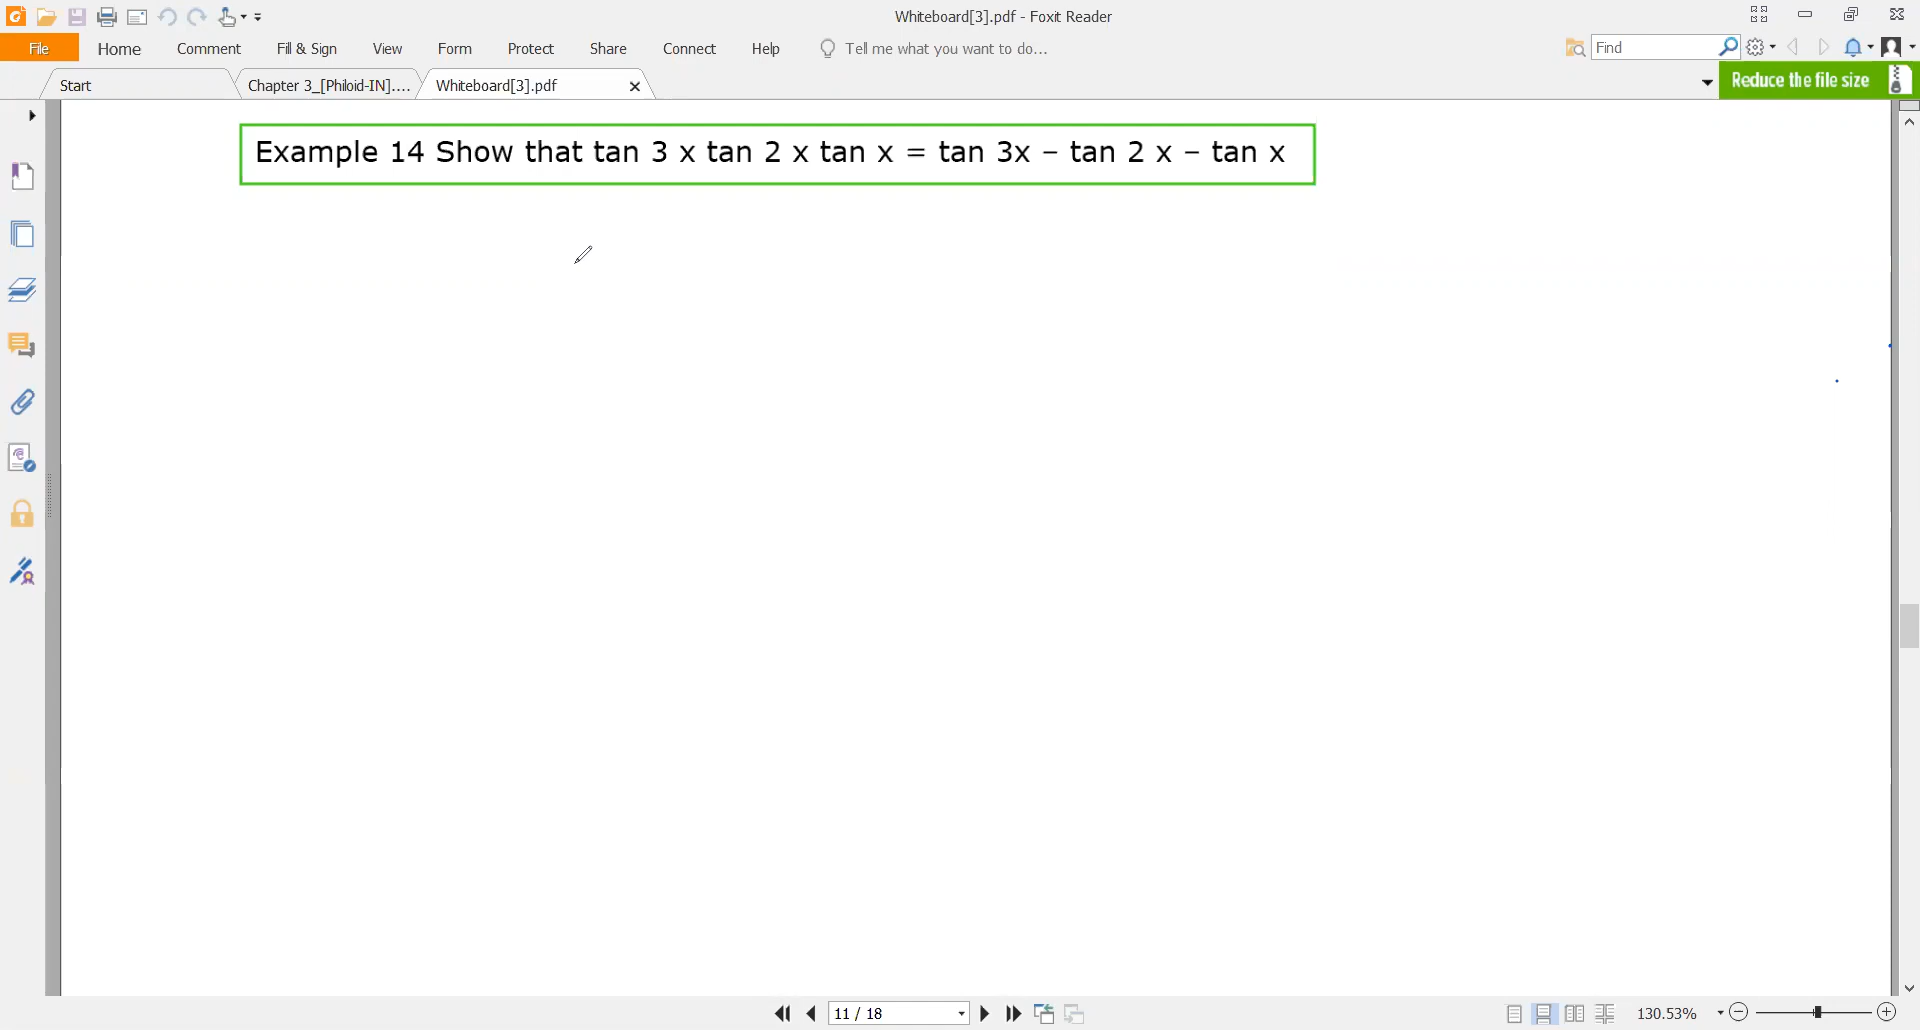 Whiteboard[3].pdf - Foxit Reader
File Home Comment Fill & Sign View Form Protect Share Connect Help Tell me what you want to do... Find
Start Chapter 3_[Philoid-IN].... Whiteboard[3].pdf Reduce the file size
Example 14 Show that tan 3 x tan 2 x tan x = tan 3x – tan 2 x – tan x
11 / 18 130.53%